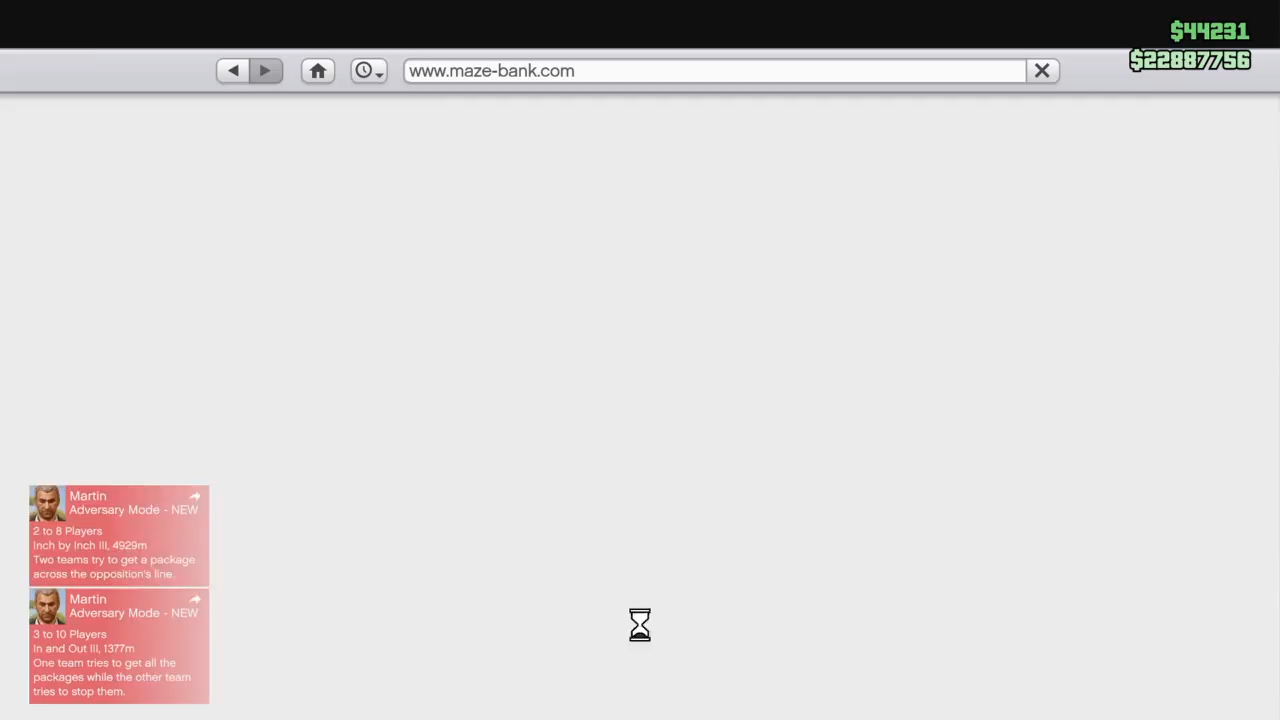 $44231
$22887756
www.maze-bank.com
Martin
Adversary Mode - NEW
2 to 8 Players
Inch by Inch III, 4929m
Two teams try to get a package
across the opposition's line.
Martin
Adversary Mode - NEW
3 to 10 Players
In and Out III, 1377m
One team tries to get all the
packages while the other team
tries to stop them.